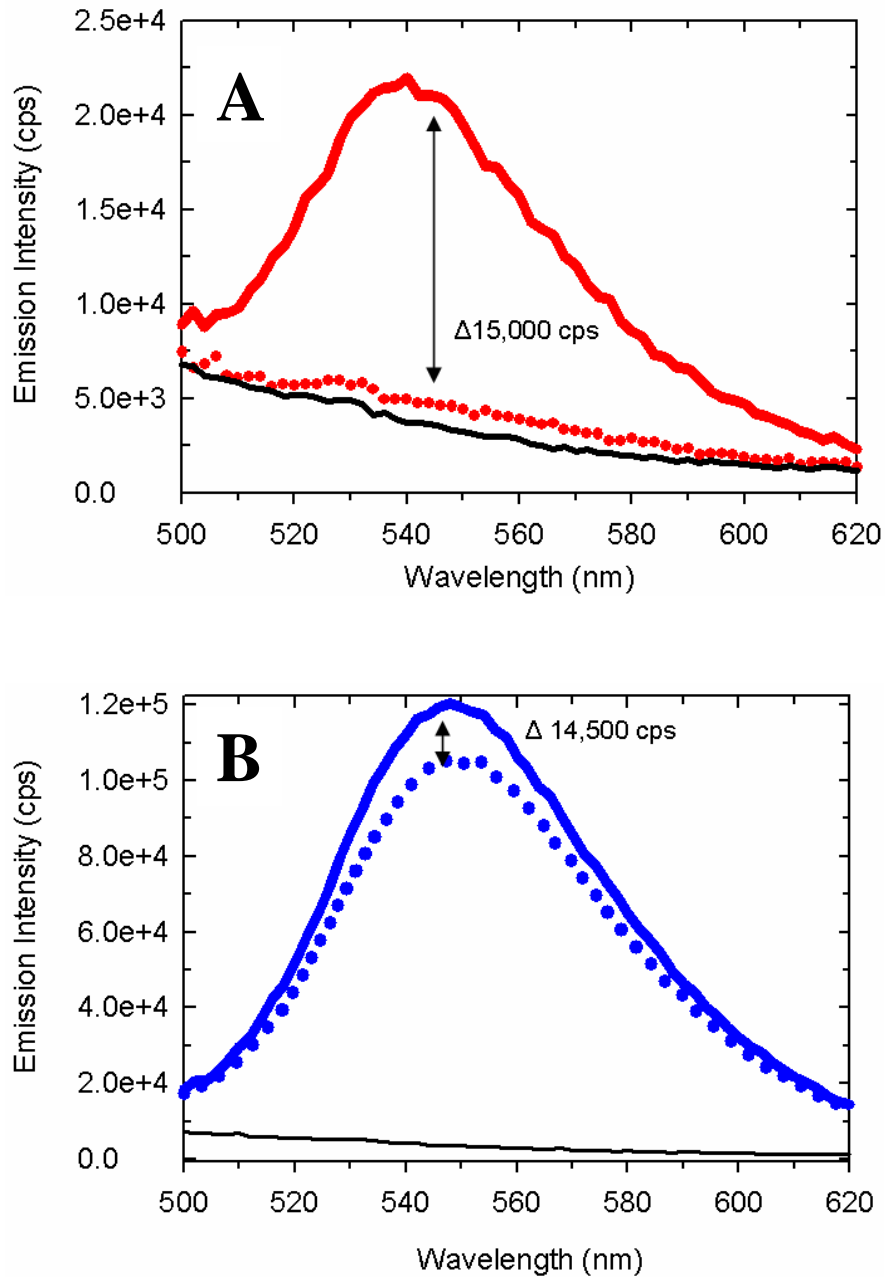 A
Emission Intensity (cps)
2.5e+4
2.0e+4
1.5e+4
1.0e+4
5.0e+3
0.0
Δ15,000 cps
500 520 540 560 580 600 620
Wavelength (nm)
B
Emission Intensity (cps)
1.2e+5
1.0e+5
8.0e+4
6.0e+4
4.0e+4
2.0e+4
0.0
Δ 14,500 cps
500 520 540 560 580 600 620
Wavelength (nm)